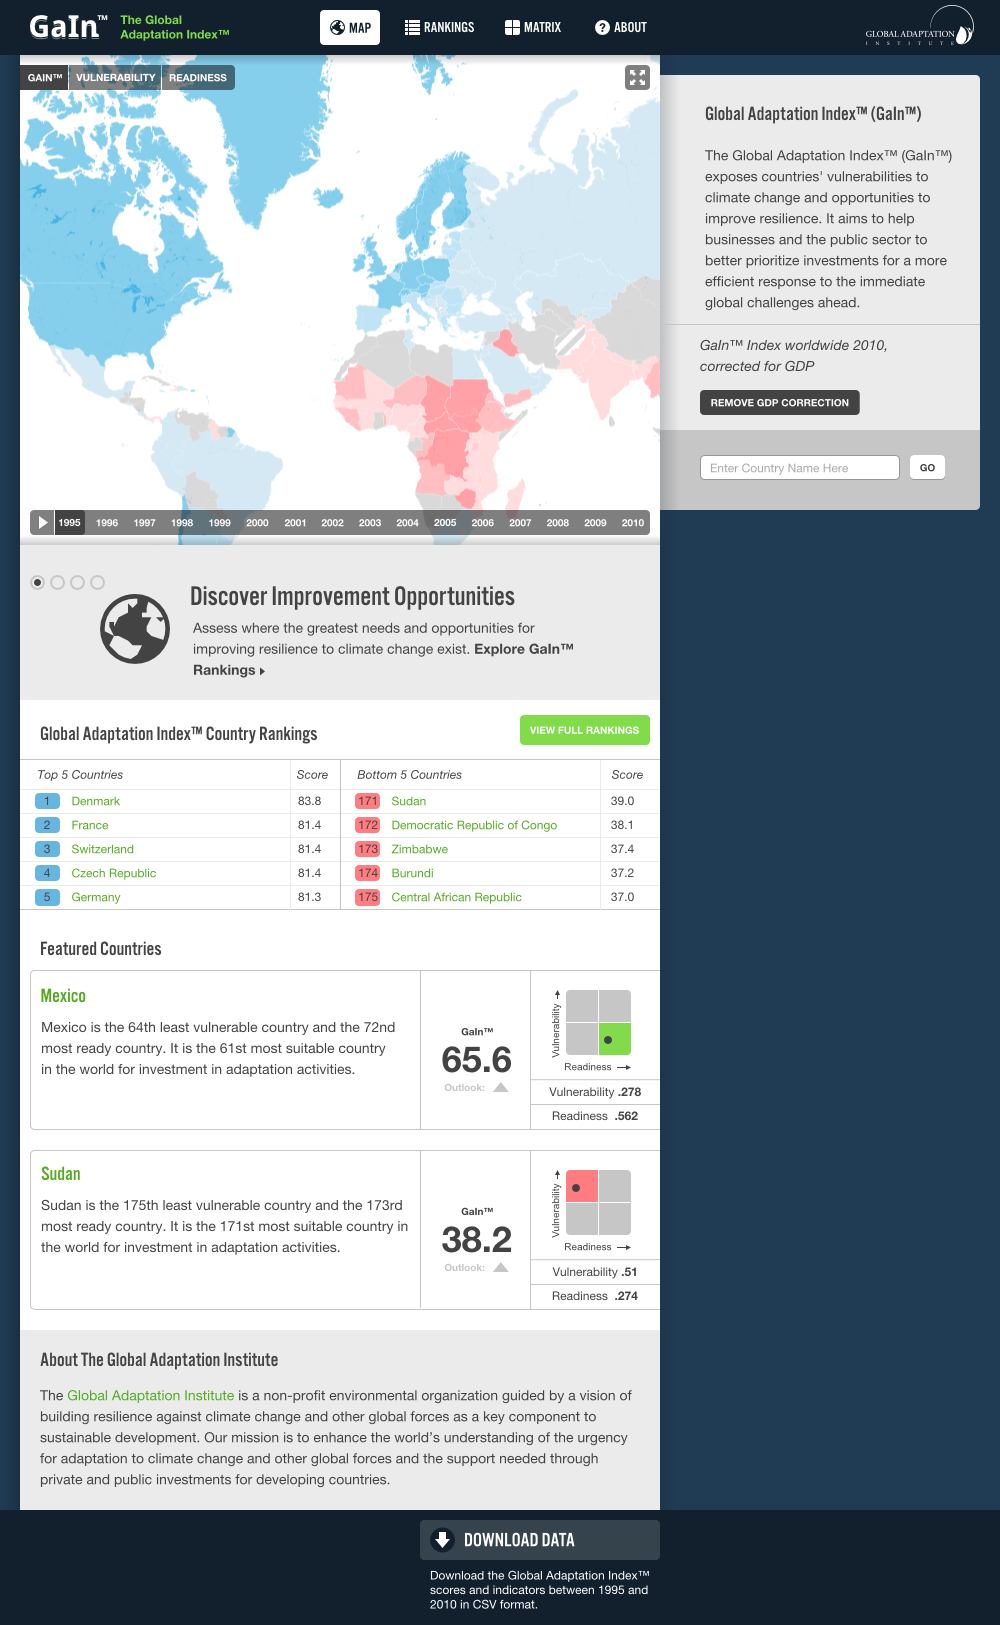 GaIn™
The Global
Adaptation Index™
MAP
RANKINGS
MATRIX
ABOUT
GLOBAL ADAPTATION
INSTITUTE
GAIN™ VULNERABILITY READINESS
Global Adaptation Index™ (GaIn™)
The Global Adaptation Index™ (GaIn™)
exposes countries' vulnerabilities to
climate change and opportunities to
improve resilience. It aims to help
businesses and the public sector to
better prioritize investments for a more
efficient response to the immediate
global challenges ahead.
GaIn™ Index worldwide 2010,
corrected for GDP
REMOVE GDP CORRECTION
Enter Country Name Here
GO
1995 1996 1997 1998 1999 2000 2001 2002 2003 2004 2005 2006 2007 2008 2009 2010
Discover Improvement Opportunities
Assess where the greatest needs and opportunities for
improving resilience to climate change exist. Explore GaIn™
Rankings
Global Adaptation Index™ Country Rankings
VIEW FULL RANKINGS
Top 5 Countries Score Bottom 5 Countries Score
1 Denmark 83.8 171 Sudan 39.0
2 France 81.4 172 Democratic Republic of Congo 38.1
3 Switzerland 81.4 173 Zimbabwe 37.4
4 Czech Republic 81.4 174 Burundi 37.2
5 Germany 81.3 175 Central African Republic 37.0
Featured Countries
Mexico
Mexico is the 64th least vulnerable country and the 72nd
most ready country. It is the 61st most suitable country
in the world for investment in adaptation activities.
GaIn™
65.6
Outlook:
Vulnerability
Readiness
Vulnerability .278
Readiness .562
Sudan
Sudan is the 175th least vulnerable country and the 173rd
most ready country. It is the 171st most suitable country in
the world for investment in adaptation activities.
GaIn™
38.2
Outlook:
Vulnerability
Readiness
Vulnerability .51
Readiness .274
About The Global Adaptation Institute
The Global Adaptation Institute is a non-profit environmental organization guided by a vision of
building resilience against climate change and other global forces as a key component to
sustainable development. Our mission is to enhance the world's understanding of the urgency
for adaptation to climate change and other global forces and the support needed through
private and public investments for developing countries.
DOWNLOAD DATA
Download the Global Adaptation Index™
scores and indicators between 1995 and
2010 in CSV format.